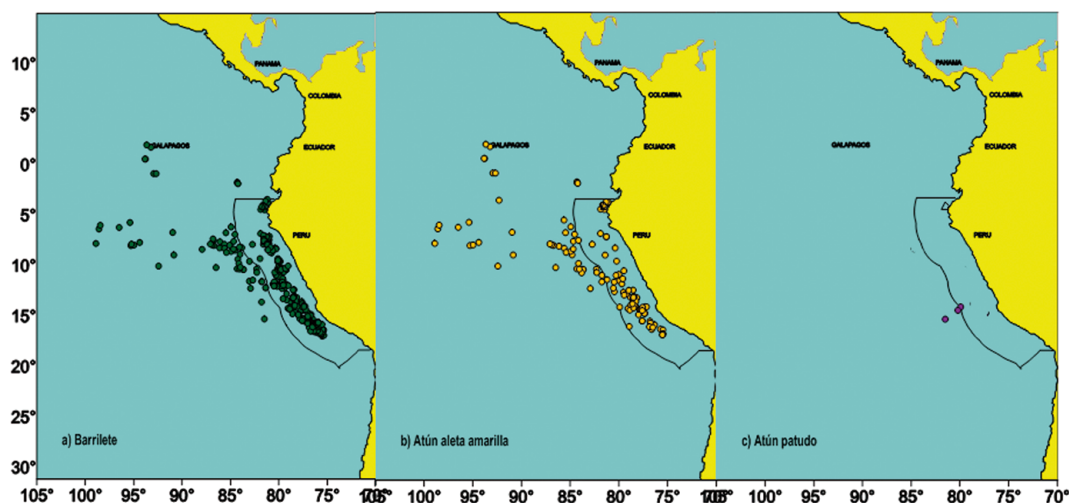 10°
5°
0°
5°
10°
15°
20°
25°
30°
PANAMA
COLOMBIA
GALAPAGOS
ECUADOR
PERU
a) Barrilete
105° 100° 95° 90° 85° 80° 75°
PANAMA
COLOMBIA
GALAPAGOS
ECUADOR
PERU
b) Atún aleta amarilla
100° 95° 90° 85° 80° 75°
PANAMA
COLOMBIA
GALAPAGOS
ECUADOR
PERU
c) Atún patudo
100° 95° 90° 85° 80° 75° 70°